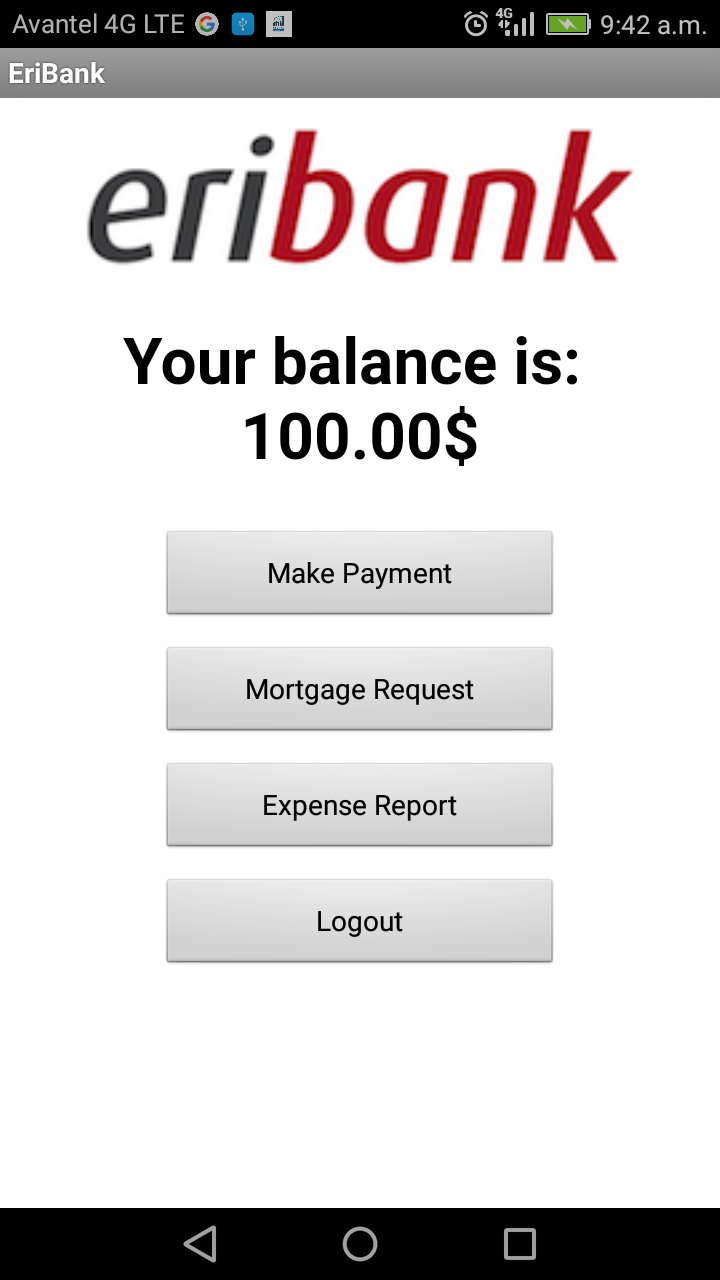 Avantel 4G LTE 4G 9:42 a.m.
EriBank
eribank
Your balance is:
100.00$
Make Payment
Mortgage Request
Expense Report
Logout